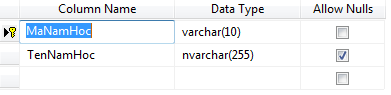 Column Name Data Type Allow Nulls
MaNamHoc varchar(10)
TenNamHoc nvarchar(255)